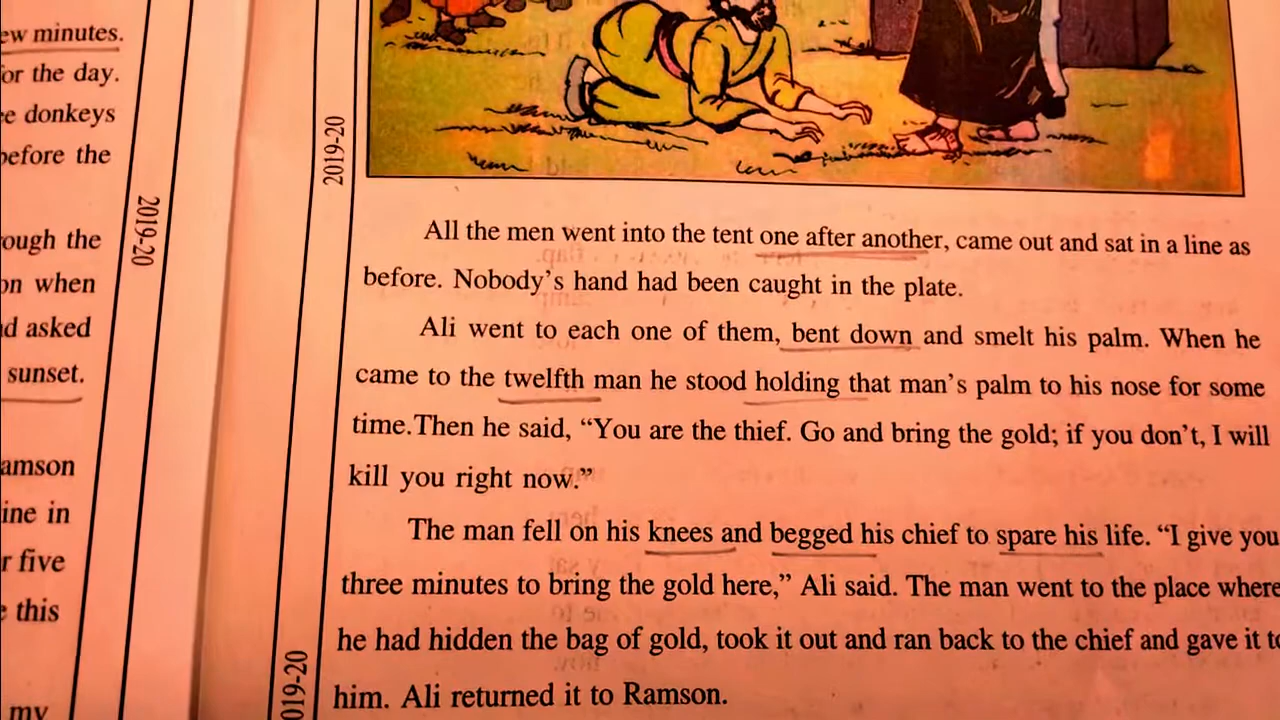 ew minutes.
or the day.
e donkeys
before the
ough the
on when
d asked
sunset.
amson
ine in
r five
e this
my
2019-20
2019-20
019-20
All the men went into the tent one after another, came out and sat in a line as
before. Nobody's hand had been caught in the plate.
Ali went to each one of them, bent down and smelt his palm. When he
came to the twelfth man he stood holding that man's palm to his nose for some
time.Then he said, “You are the thief. Go and bring the gold; if you don't, I will
kill you right now.”
The man fell on his knees and begged his chief to spare his life. “I give you
three minutes to bring the gold here,” Ali said. The man went to the place where
he had hidden the bag of gold, took it out and ran back to the chief and gave it to
him. Ali returned it to Ramson.